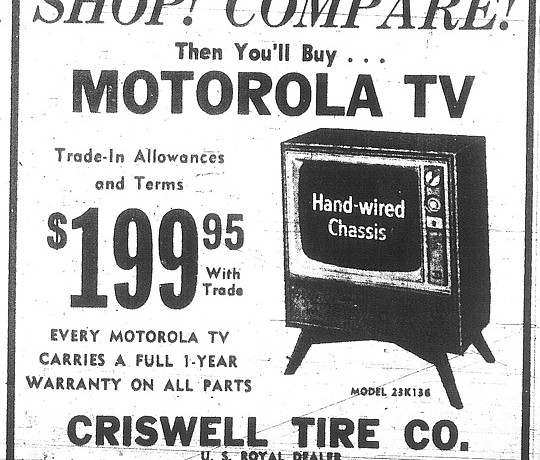 SHOP! COMPARE!
Then You'll Buy . . .
MOTOROLA TV
Trade-In Allowances
and Terms
$199 95
With
Trade
Hand-wired
Chassis
EVERY MOTOROLA TV
CARRIES A FULL 1-YEAR
WARRANTY ON ALL PARTS
MODEL 23K136
CRISWELL TIRE CO.
U. S. ROYAL DEALER